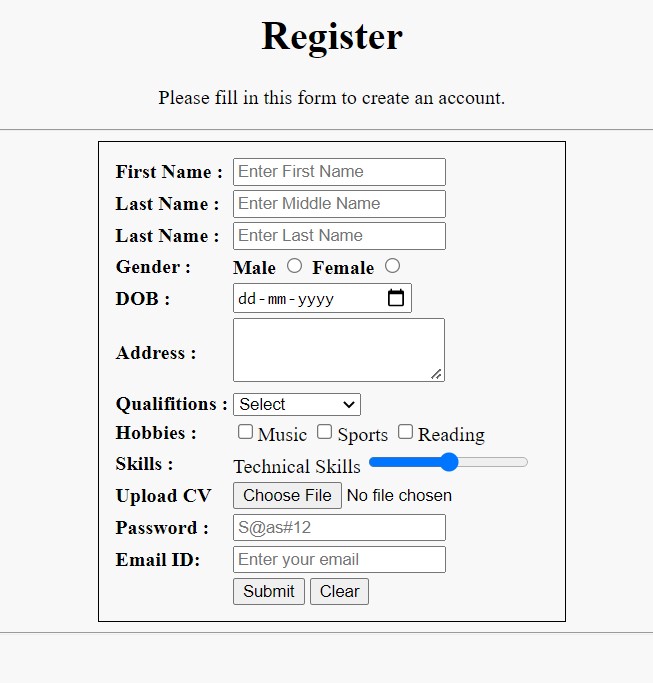 Register
Please fill in this form to create an account.
First Name : Enter First Name
Last Name : Enter Middle Name
Last Name : Enter Last Name
Gender : Male Female
DOB : dd-mm-yyyy
Address :
Qualifitions : Select
Hobbies : Music Sports Reading
Skills : Technical Skills
Upload CV Choose File No file chosen
Password : S@as#12
Email ID: Enter your email
Submit Clear